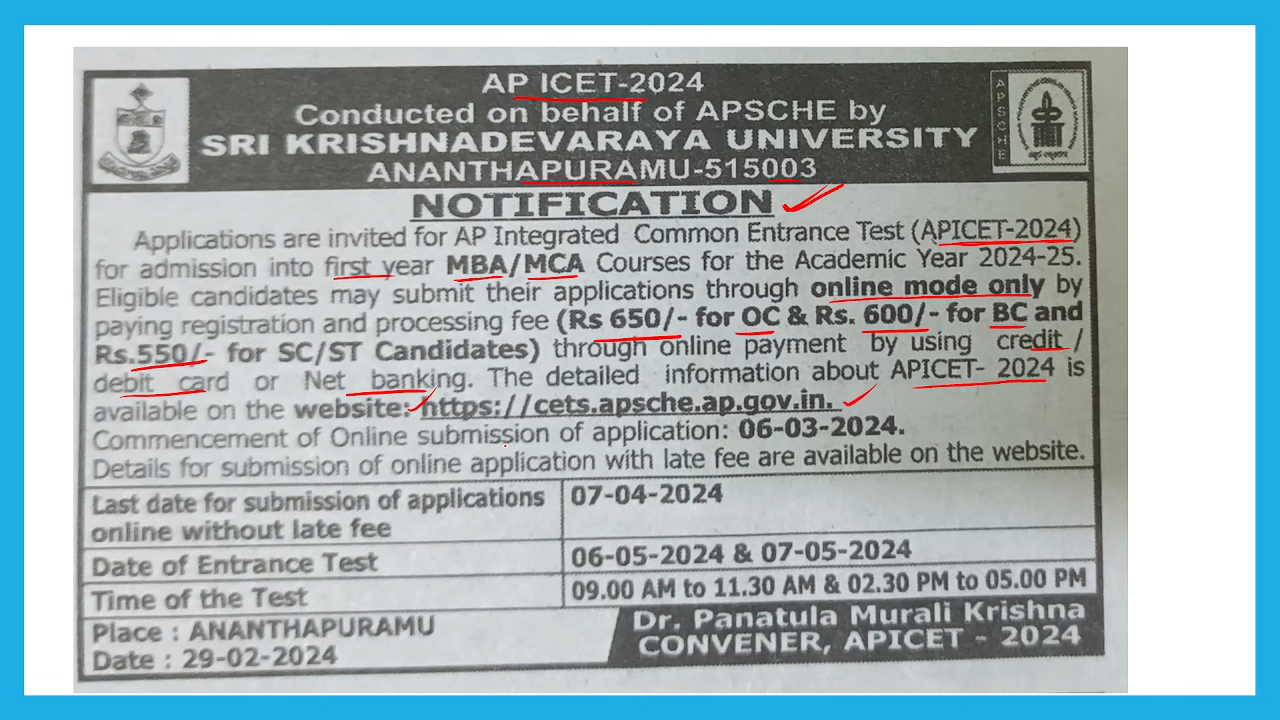 AP ICET-2024
Conducted on behalf of APSCHE by
SRI KRISHNADEVARAYA UNIVERSITY
ANANTHAPURAMU-515003
APSCHE
NOTIFICATION
Applications are invited for AP Integrated Common Entrance Test (APICET-2024)
for admission into first year MBA/MCA Courses for the Academic Year 2024-25.
Eligible candidates may submit their applications through online mode only by
paying registration and processing fee (Rs 650/- for OC & Rs. 600/- for BC and
Rs.550/- for SC/ST Candidates) through online payment by using credit /
debit card or Net banking. The detailed information about APICET- 2024 is
available on the website: https://cets.apsche.ap.gov.in.
Commencement of Online submission of application: 06-03-2024.
Details for submission of online application with late fee are available on the website.
Last date for submission of applications online without late fee 07-04-2024
Date of Entrance Test 06-05-2024 & 07-05-2024
Time of the Test 09.00 AM to 11.30 AM & 02.30 PM to 05.00 PM
Place : ANANTHAPURAMU
Date : 29-02-2024
Dr. Panatula Murali Krishna
CONVENER, APICET - 2024